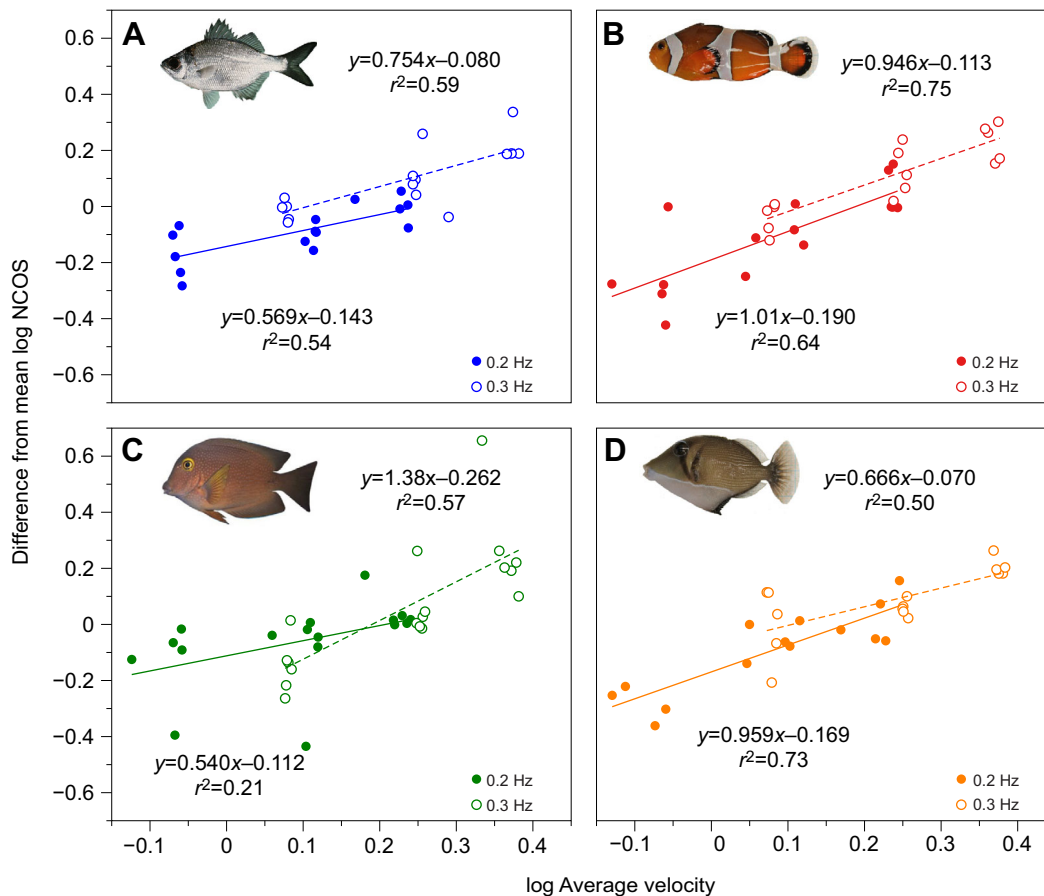 A
y=0.754x–0.080
r²=0.59
y=0.569x–0.143
r²=0.54
0.2 Hz
0.3 Hz
0.6
0.4
0.2
0
−0.2
−0.4
−0.6
B
y=0.946x–0.113
r²=0.75
y=1.01x–0.190
r²=0.64
0.2 Hz
0.3 Hz
Difference from mean log NCOS
C
y=1.38x–0.262
r²=0.57
y=0.540x–0.112
r²=0.21
0.2 Hz
0.3 Hz
0.6
0.4
0.2
0
−0.2
−0.4
−0.6
−0.1 0 0.1 0.2 0.3 0.4
D
y=0.666x–0.070
r²=0.50
y=0.959x–0.169
r²=0.73
0.2 Hz
0.3 Hz
−0.1 0 0.1 0.2 0.3 0.4
log Average velocity